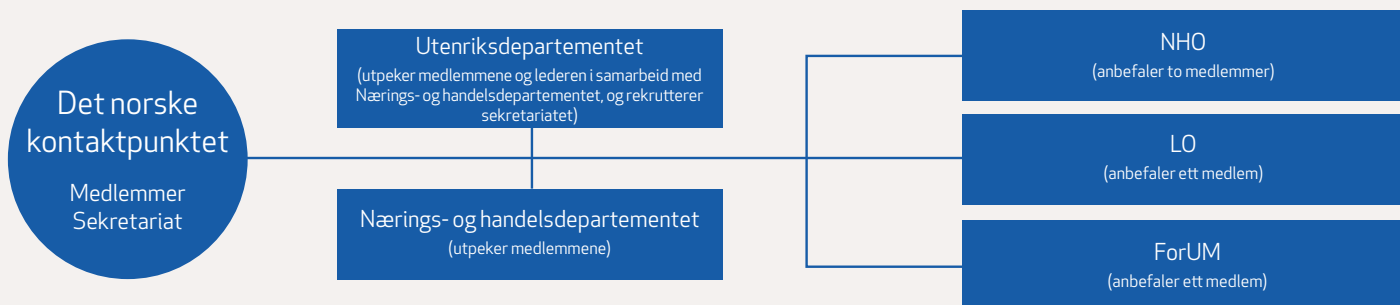 Det norske
kontaktpunktet
Medlemmer
Sekretariat
Utenriksdepartementet
(utpeker medlemmene og lederen i samarbeid med
Nærings- og handelsdepartementet, og rekrutterer
sekretariatet)
Nærings- og handelsdepartementet
(utpeker medlemmene)
NHO
(anbefaler to medlemmer)
LO
(anbefaler ett medlem)
ForUM
(anbefaler ett medlem)